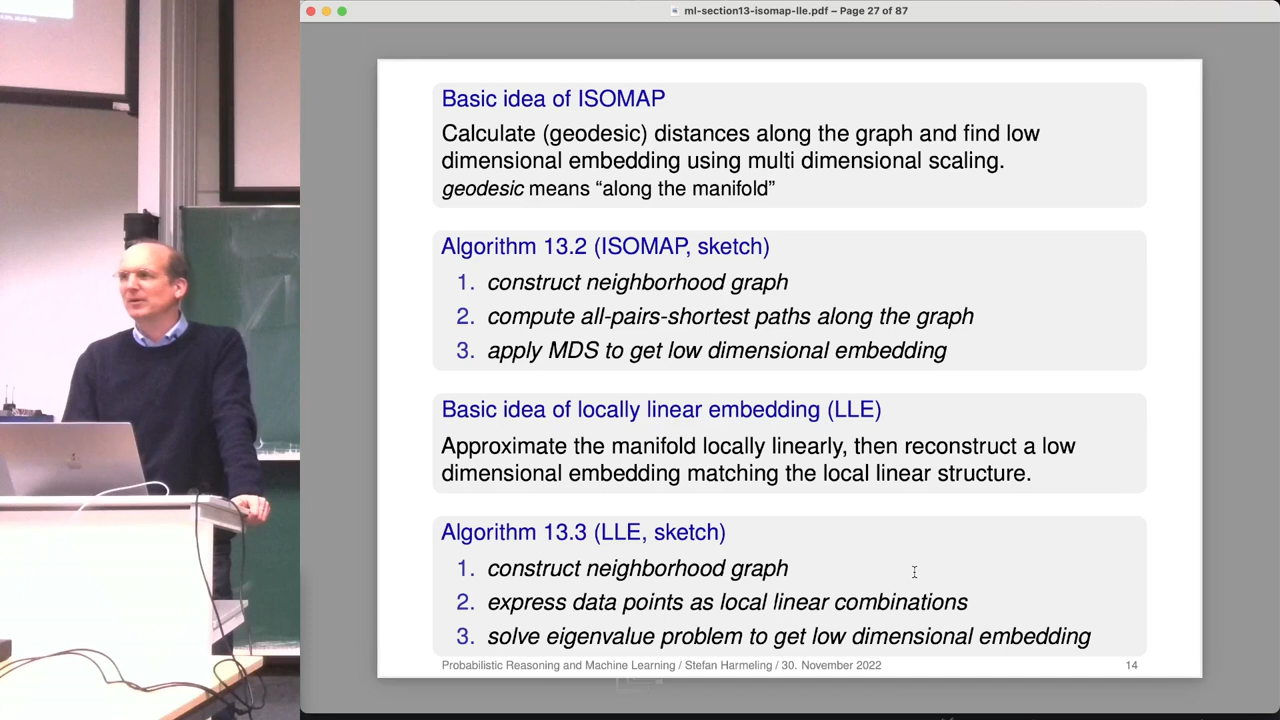 ml-section13-isomap-lle.pdf – Page 27 of 87
Basic idea of ISOMAP
Calculate (geodesic) distances along the graph and find low
dimensional embedding using multi dimensional scaling.
geodesic means “along the manifold”
Algorithm 13.2 (ISOMAP, sketch)
1. construct neighborhood graph
2. compute all-pairs-shortest paths along the graph
3. apply MDS to get low dimensional embedding
Basic idea of locally linear embedding (LLE)
Approximate the manifold locally linearly, then reconstruct a low
dimensional embedding matching the local linear structure.
Algorithm 13.3 (LLE, sketch)
1. construct neighborhood graph
2. express data points as local linear combinations
3. solve eigenvalue problem to get low dimensional embedding
Probabilistic Reasoning and Machine Learning / Stefan Harmeling / 30. November 2022 14